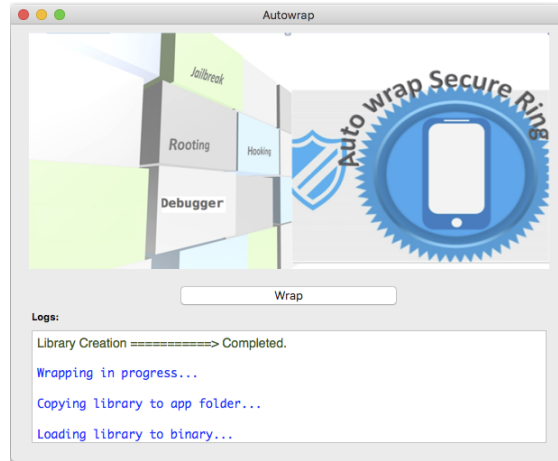 Autowrap
Jailbreak
Rooting
Hooking
Debugger
Auto wrap Secure Ring
Wrap
Logs:
Library Creation ===========> Completed.
Wrapping in progress...
Copying library to app folder...
Loading library to binary...